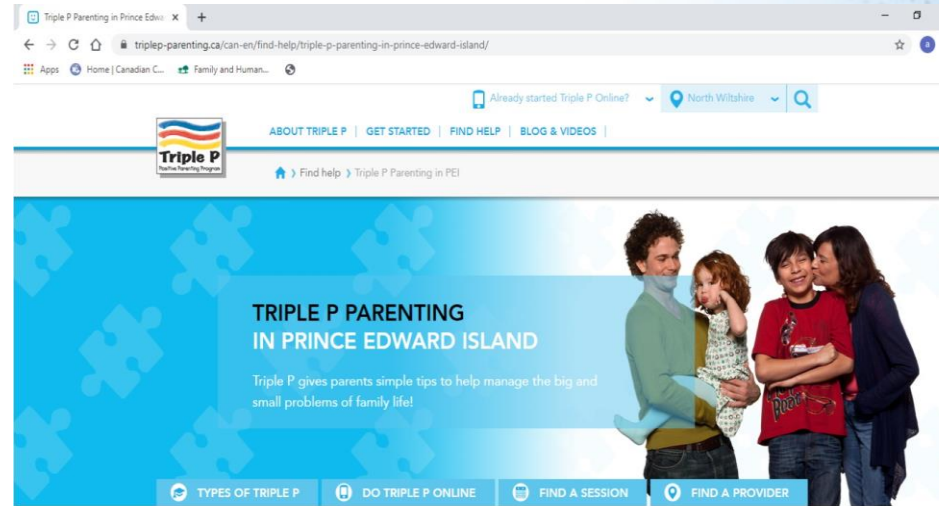 Triple P Parenting in Prince Edwa
triplep-parenting.ca/can-en/find-help/triple-p-parenting-in-prince-edward-island/
a
Apps Home | Canadian C... Family and Human...
Already started Triple P Online? North Wiltshire
ABOUT TRIPLE P | GET STARTED | FIND HELP | BLOG & VIDEOS |
Triple P
Positive Parenting Program
Find help Triple P Parenting in PEI
TRIPLE P PARENTING
IN PRINCE EDWARD ISLAND
Triple P gives parents simple tips to help manage the big and
small problems of family life!
TYPES OF TRIPLE P DO TRIPLE P ONLINE FIND A SESSION FIND A PROVIDER